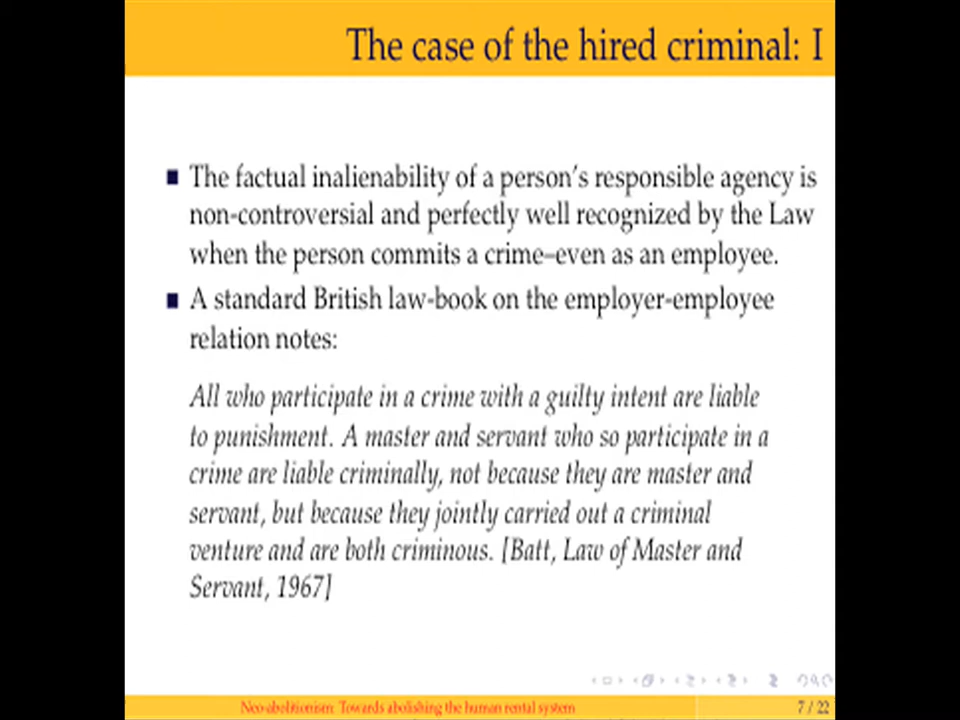 The case of the hired criminal: I
The factual inalienability of a person's responsible agency is
non-controversial and perfectly well recognized by the Law
when the person commits a crime–even as an employee.
A standard British law-book on the employer-employee
relation notes:
All who participate in a crime with a guilty intent are liable
to punishment. A master and servant who so participate in a
crime are liable criminally, not because they are master and
servant, but because they jointly carried out a criminal
venture and are both criminous. [Batt, Law of Master and
Servant, 1967]
Neo-abolitionism: Towards abolishing the human rental system
7 / 22